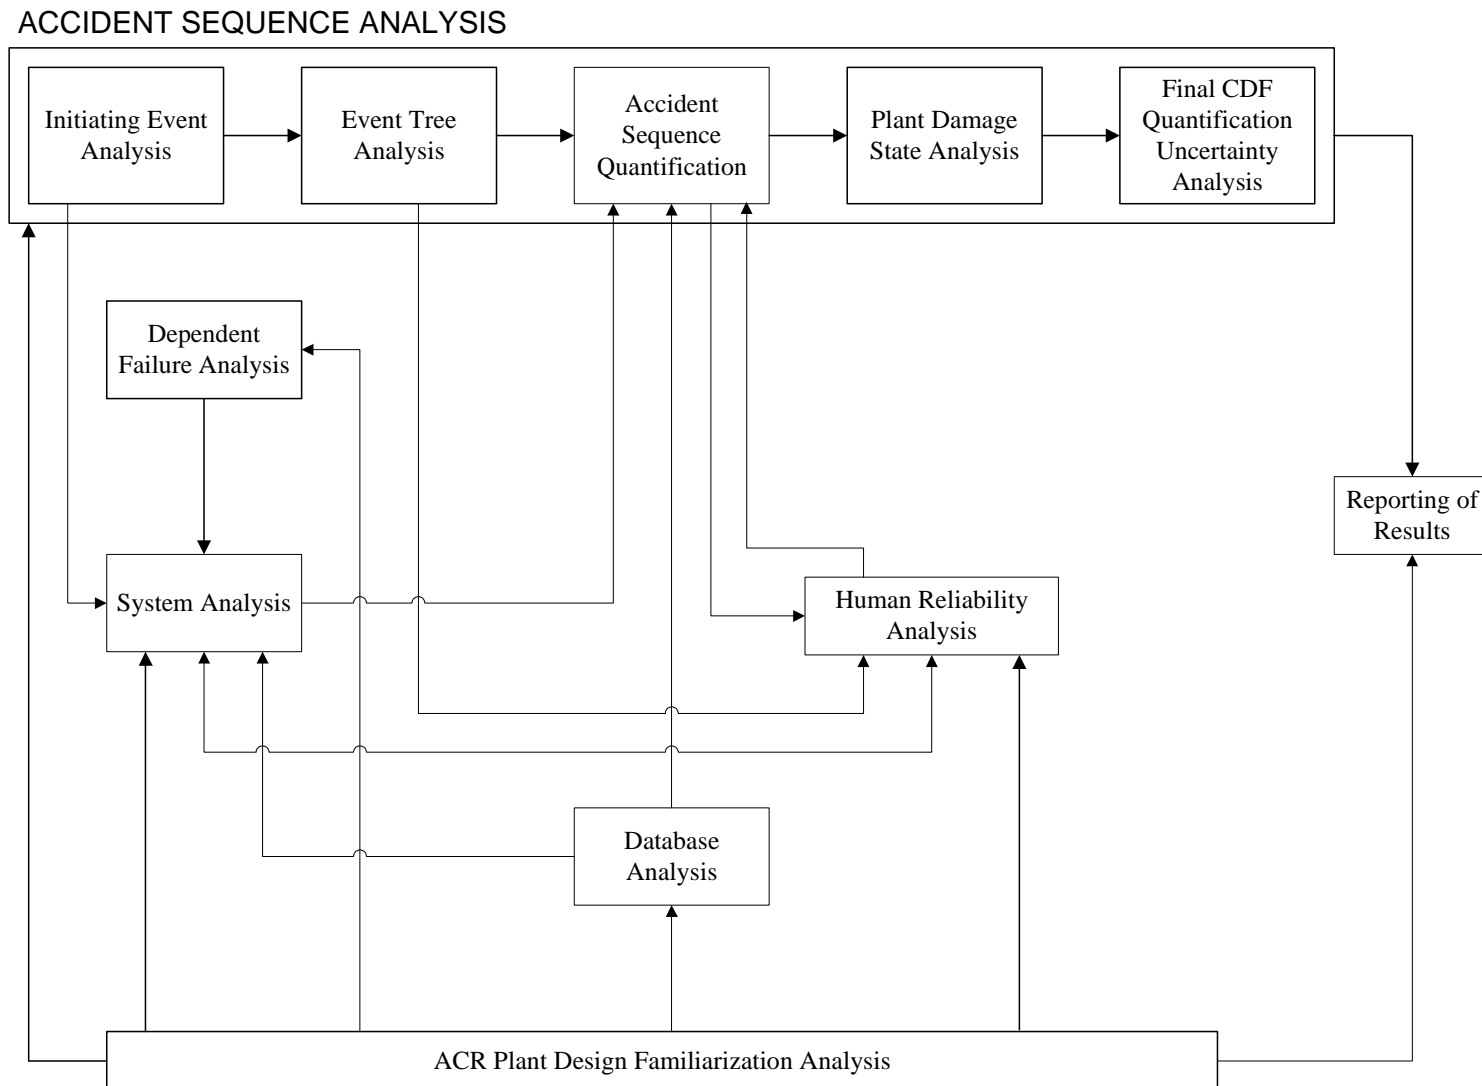 ACCIDENT SEQUENCE ANALYSIS
Initiating Event
Analysis
Event Tree
Analysis
Accident
Sequence
Quantification
Plant Damage
State Analysis
Final CDF
Quantification
Uncertainty
Analysis
Dependent
Failure Analysis
Reporting of
Results
System Analysis
Human Reliability
Analysis
Database
Analysis
ACR Plant Design Familiarization Analysis